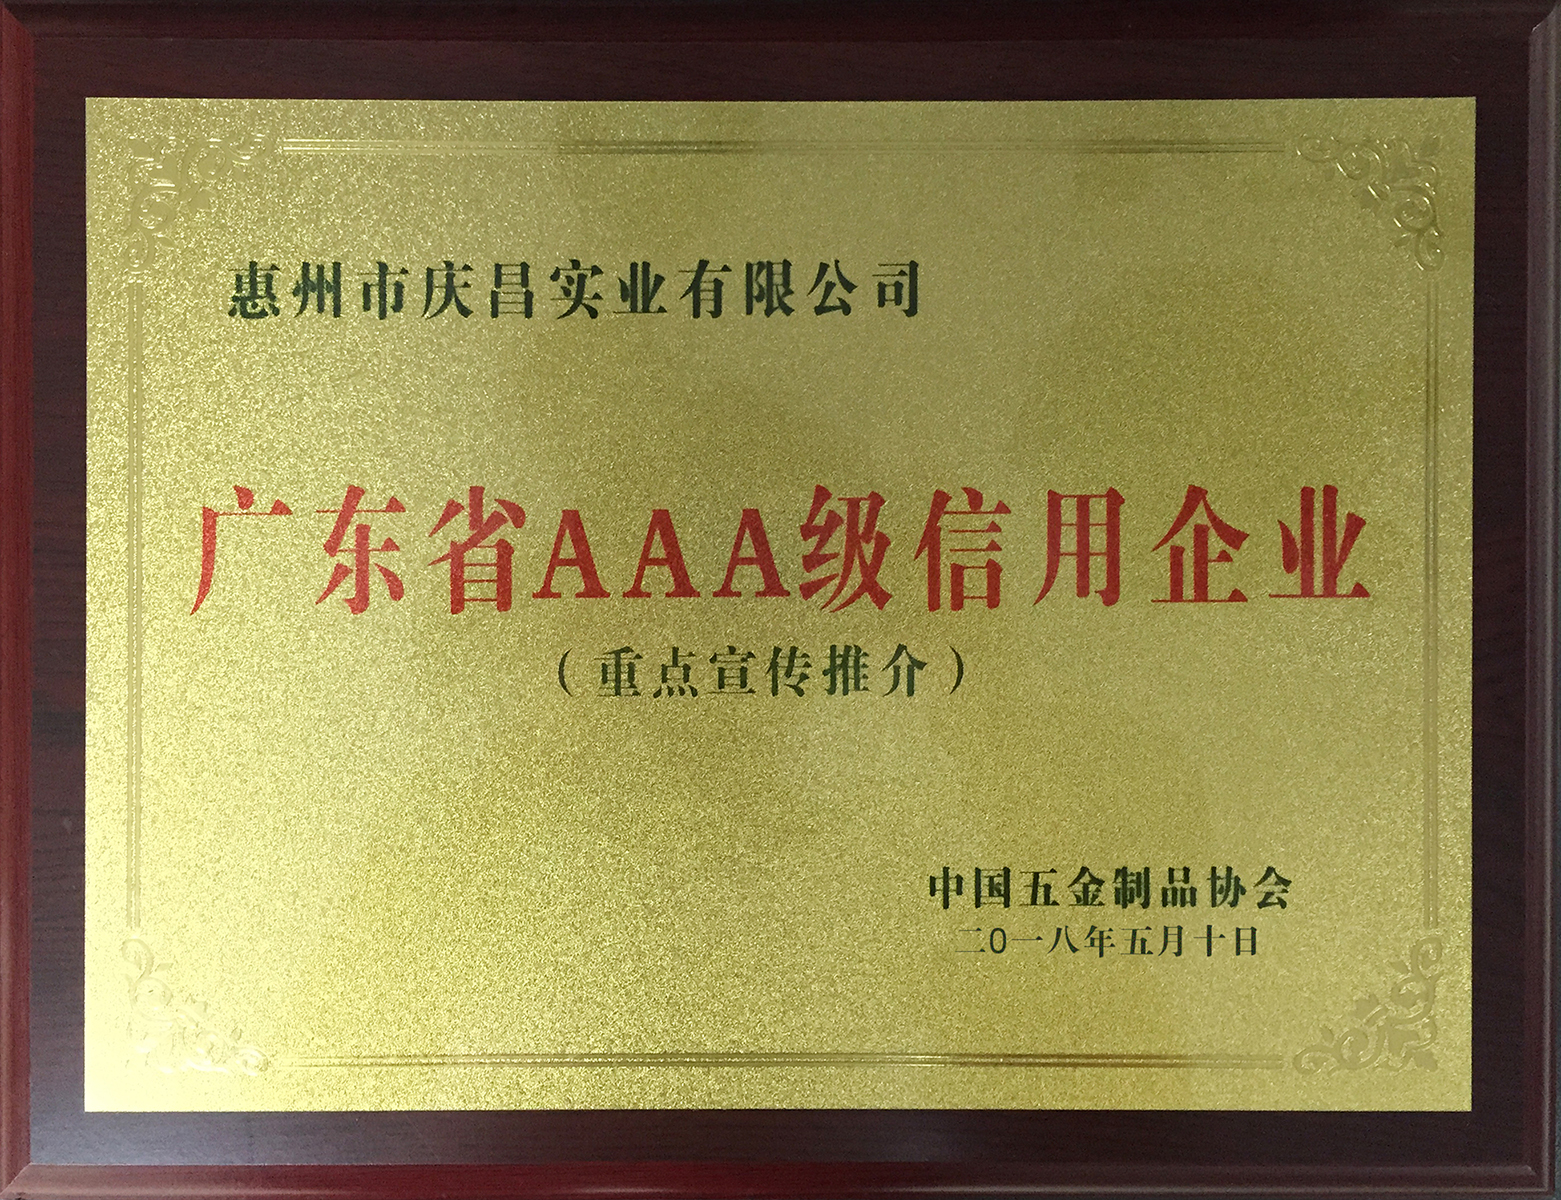 惠州市庆昌实业有限公司
广东省AAA级信用企业
（重点宣传推介）
中国五金制品协会
二0一八年五月十日